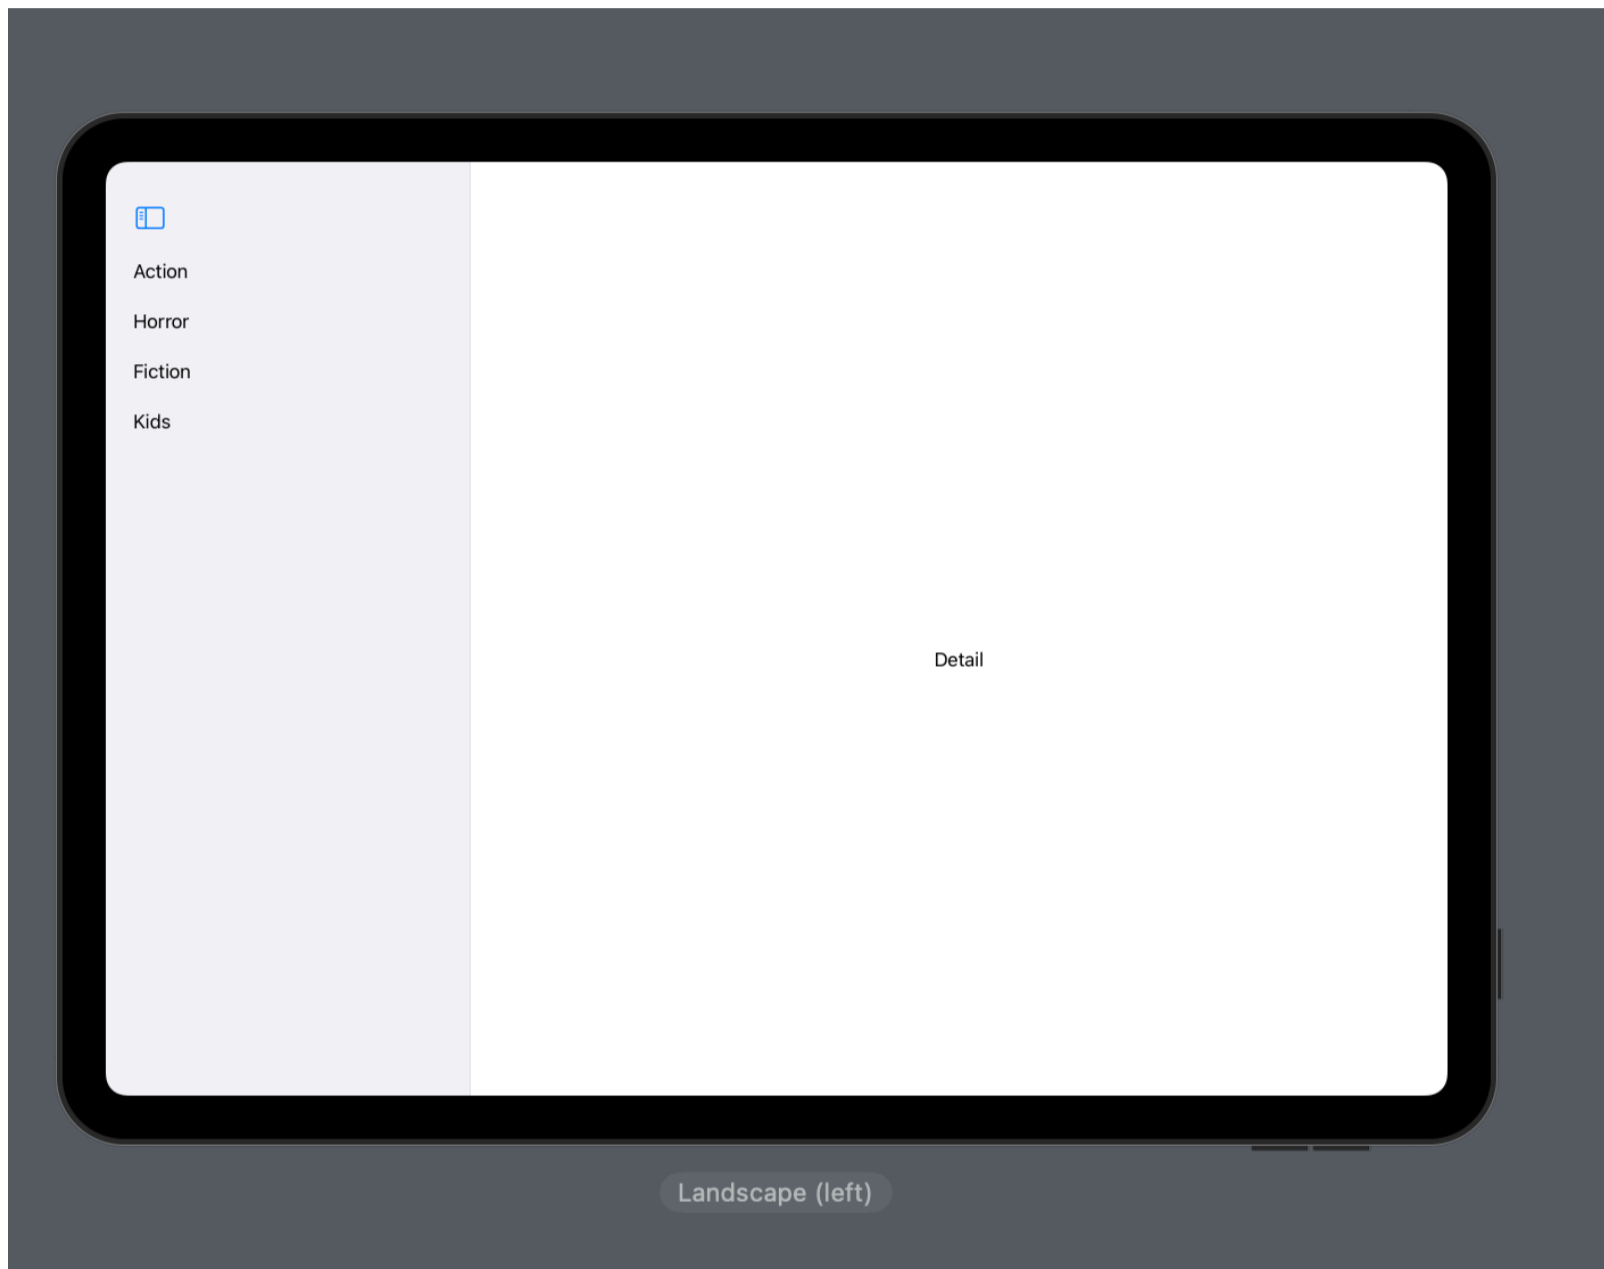 Action
Horror
Fiction
Kids
Detail
Landscape (left)